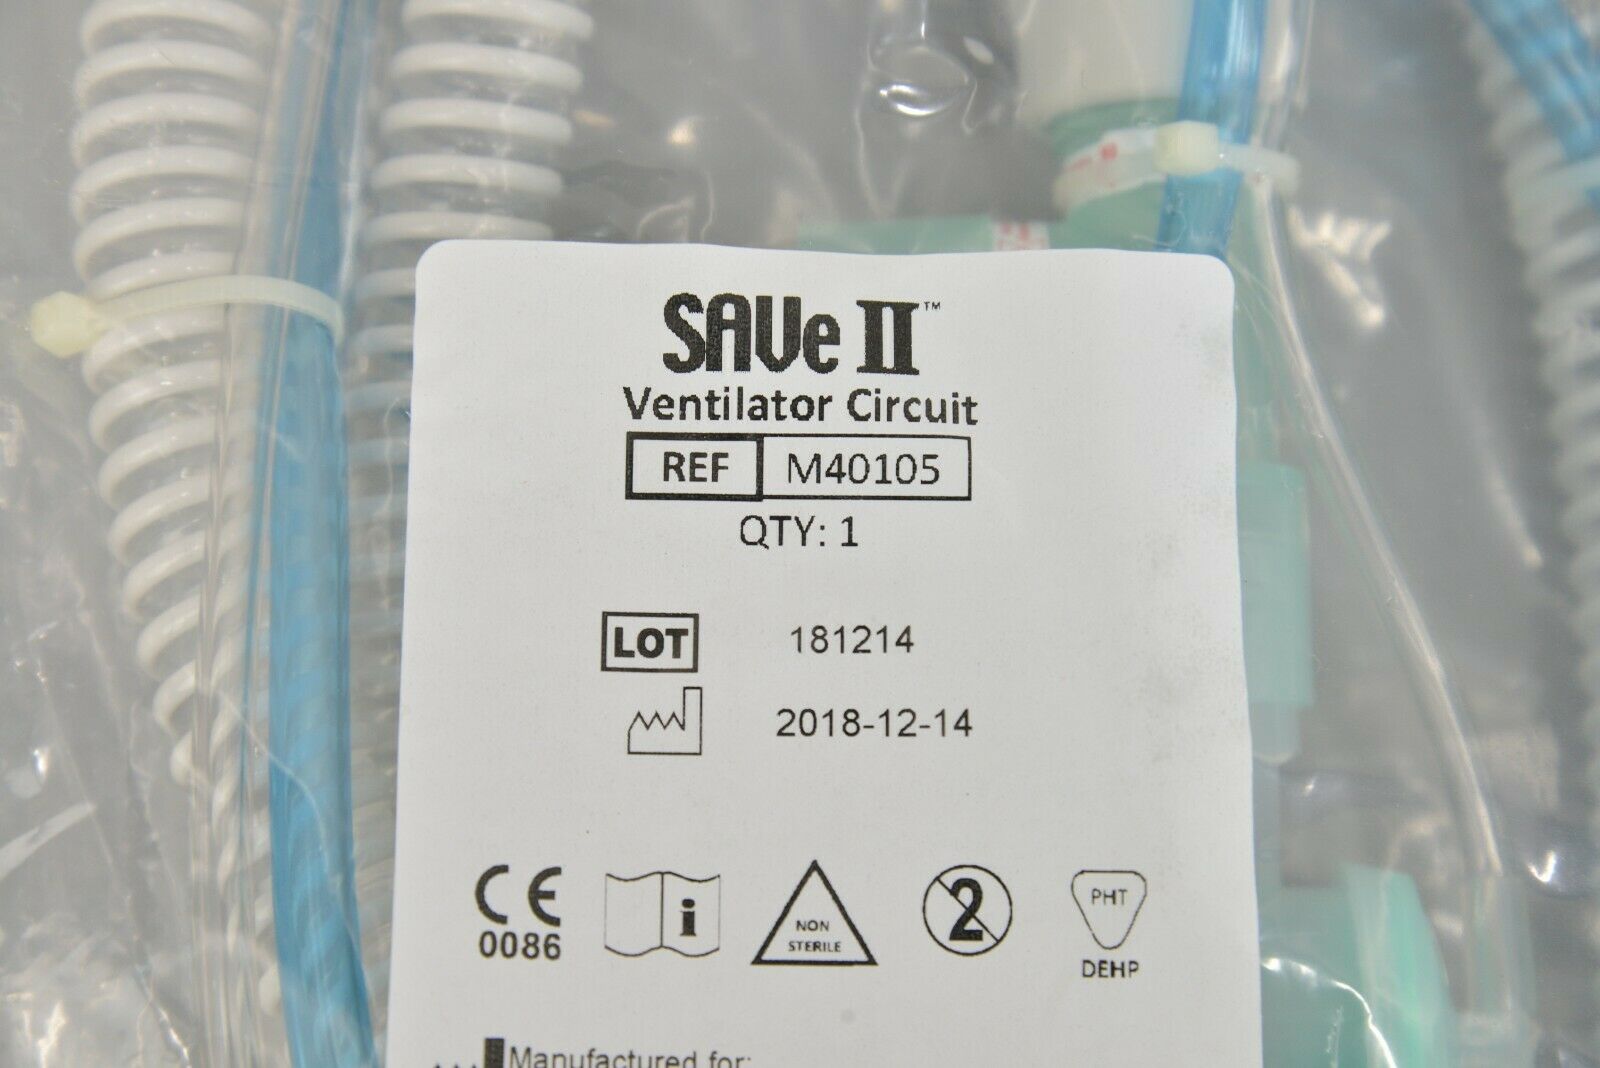 SAVe II™
Ventilator Circuit
REF M40105
QTY: 1
LOT 181214
2018-12-14
CE
0086
i
NON
STERILE
2
PHT
DEHP
Manufactured for: